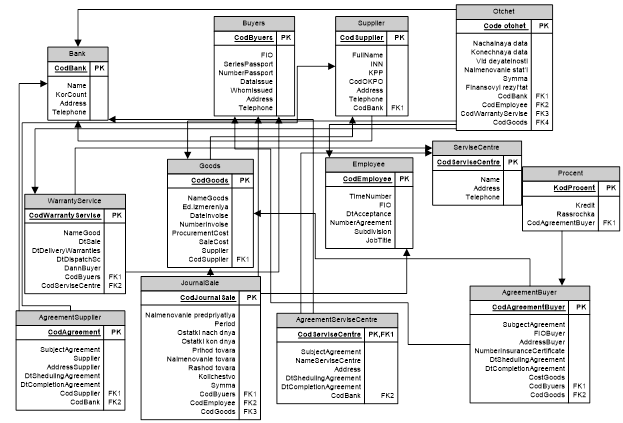 Bank
CodBank PK
Name
KorCount
Address
Telephone
Buyers
CodByuers PK
FIO
SeriesPassport
NumberPassport
DataIssue
WhomIssued
Address
Telephone
Supplier
CodSupplier PK
FullName
INN
KPP
CodOKPO
Address
Telephone
CodBank FK1
Otchet
Code otohet PK
Nachalnaya data
Konechnaya data
Vid deyatelnosti
Naimenovanie stat'i
Symma
Finansovyi rezyltat
CodBank FK1
CodEmployee FK2
CodWarrantyServise FK3
CodGoods FK4
ServiseCentre
CodServiseCentre PK
Name
Address
Telephone
Procent
KodProcent PK
Kredit
Rassrochka
CodAgreementBuyer FK1
Goods
CodGoods PK
NameGoods
Ed.Izmereniya
DateInvoise
NumberInvoise
ProcurementCost
SaleCost
Supplier
CodSupplier FK1
Employee
CodEmployee PK
TimeNumber
FIO
DtAcceptance
NumberAgreement
Subdivision
JobTitle
WarrantyService
CodWarrantyServise PK
NameGood
DtSale
DtDeliveryWarranties
DtDispatchSc
DannBuyer
CodByuers FK1
CodServiseCentre FK2
JournalSale
CodJournalSale PK
Naimenovanie predpriyatiya
Period
Ostatki nach dnya
Ostatki kon dnya
Prihod tovara
Naimenovanie tovara
Rashod tovara
Kolichestvo
Symma
CodByuers FK1
CodEmployee FK2
CodGoods FK3
AgreementSupplier
CodAgreement PK
SubjectAgreement
Supplier
AddressSupplier
DtShedulingAgreement
DtCompletionAgreement
CodSupplier FK1
CodBank FK2
AgreementServiseCentre
CodServiseCentre PK,FK1
SubjectAgreement
NameServiseCentre
Address
DtShedulingAgreement
DtCompletionAgreement
CodBank FK2
AgreementBuyer
CodAgreementBuyer PK
SubgectAgreement
FIOBuyer
AddressBuyer
NumberInsuranceCertificate
DtShedulingAgreement
DtCompletionAgreement
CostGoods
CodByuers FK1
CodGoods FK2